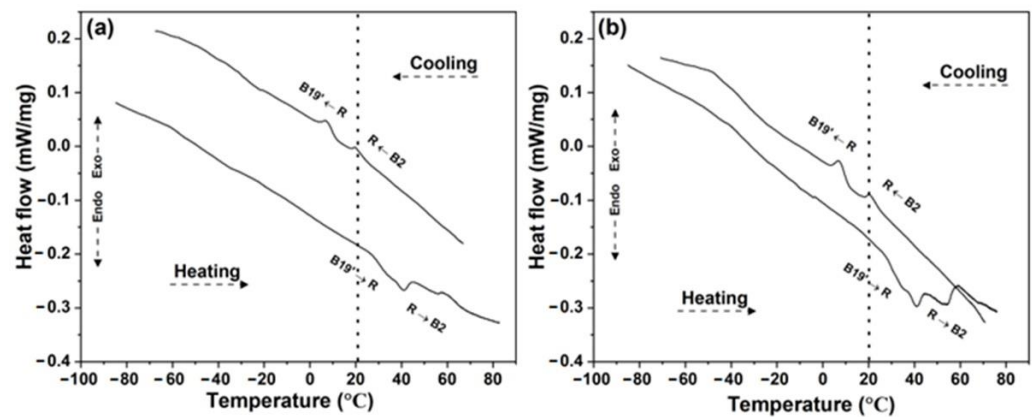 (a)
Cooling
B19'← R
R ← B2
Exo
Endo
Heating
B19'→ R
R → B2
0.2
0.1
0.0
−0.1
−0.2
−0.3
−0.4
Heat flow (mW/mg)
−100 −80 −60 −40 −20 0 20 40 60 80
Temperature (°C)
(b)
Cooling
B19'← R
R ← B2
Exo
Endo
Heating
B19'→ R
R → B2
0.2
0.1
0.0
−0.1
−0.2
−0.3
−0.4
Heat flow (mW/mg)
−100 −80 −60 −40 −20 0 20 40 60 80
Temperature (°C)